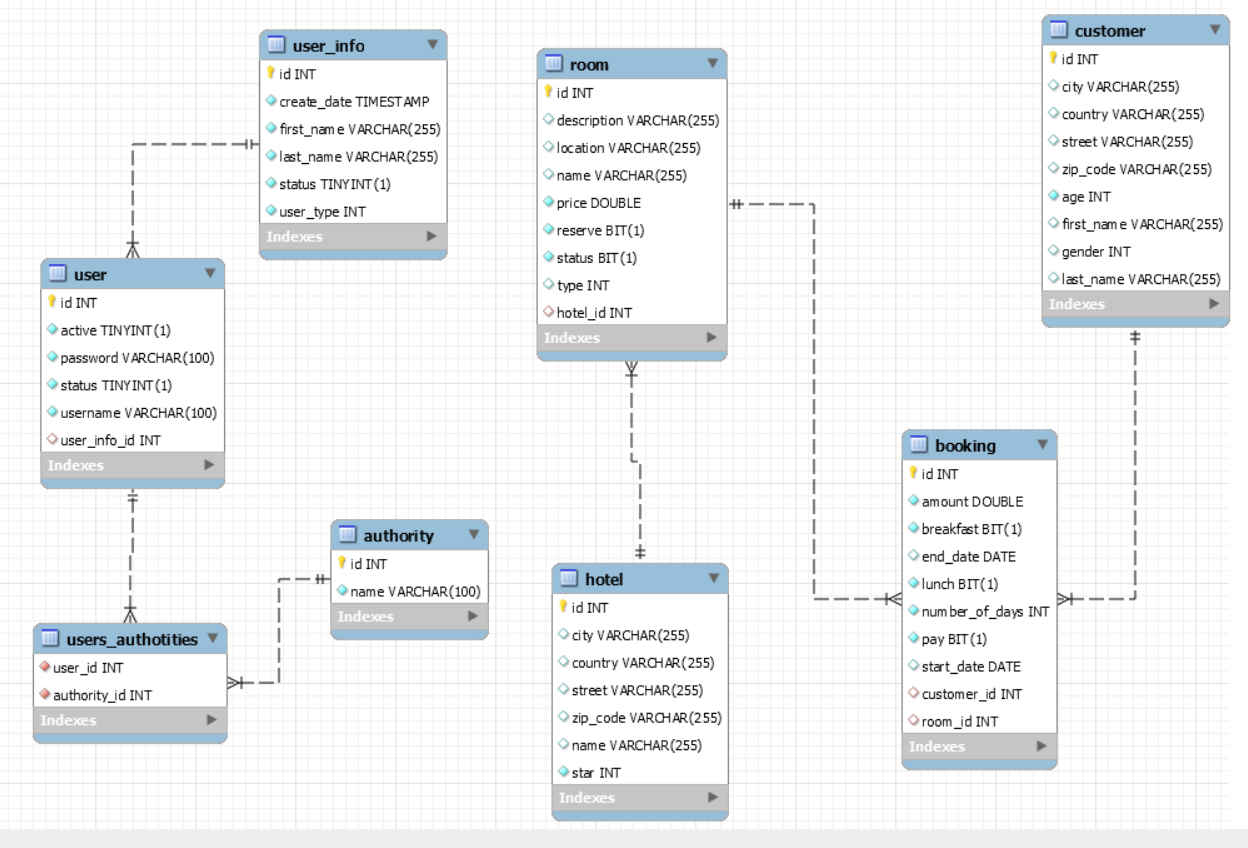 user_info
id INT
create_date TIMESTAMP
first_name VARCHAR(255)
last_name VARCHAR(255)
status TINYINT(1)
user_type INT
Indexes
room
id INT
description VARCHAR(255)
location VARCHAR(255)
name VARCHAR(255)
price DOUBLE
reserve BIT(1)
status BIT(1)
type INT
hotel_id INT
Indexes
customer
id INT
city VARCHAR(255)
country VARCHAR(255)
street VARCHAR(255)
zip_code VARCHAR(255)
age INT
first_name VARCHAR(255)
gender INT
last_name VARCHAR(255)
Indexes
user
id INT
active TINYINT(1)
password VARCHAR(100)
status TINYINT(1)
username VARCHAR(100)
user_info_id INT
Indexes
booking
id INT
amount DOUBLE
breakfast BIT(1)
end_date DATE
lunch BIT(1)
number_of_days INT
pay BIT(1)
start_date DATE
customer_id INT
room_id INT
Indexes
authority
id INT
name VARCHAR(100)
Indexes
hotel
id INT
city VARCHAR(255)
country VARCHAR(255)
street VARCHAR(255)
zip_code VARCHAR(255)
name VARCHAR(255)
star INT
Indexes
users_authotities
user_id INT
authority_id INT
Indexes